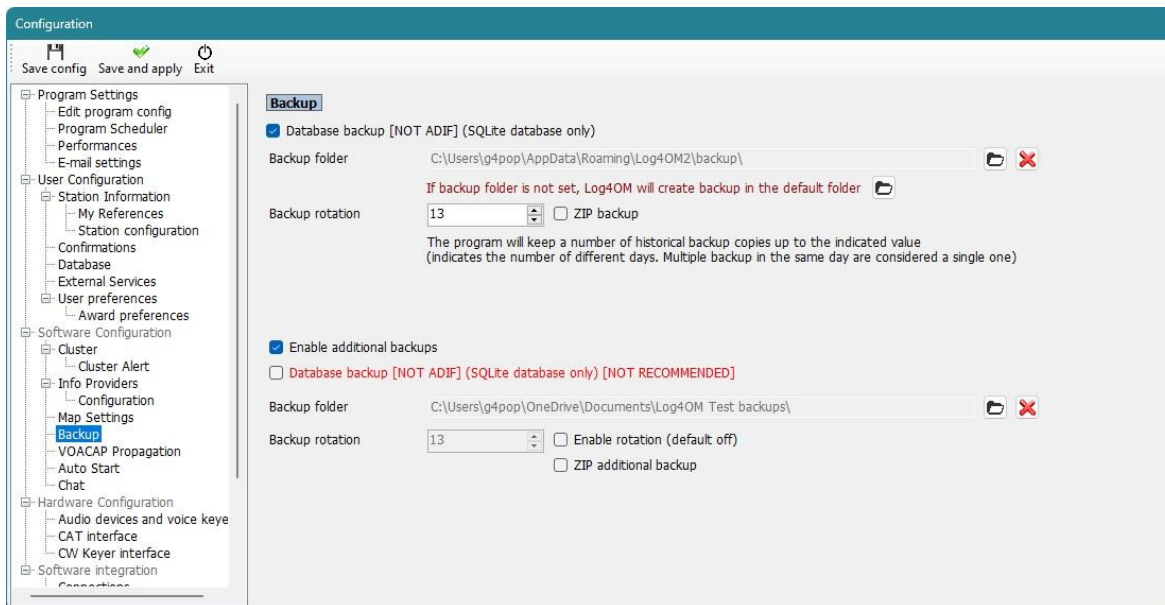 Configuration
Save config Save and apply Exit
Program Settings
Edit program config
Program Scheduler
Performances
E-mail settings
User Configuration
Station Information
My References
Station configuration
Confirmations
Database
External Services
User preferences
Award preferences
Software Configuration
Cluster
Cluster Alert
Info Providers
Configuration
Map Settings
Backup
VOACAP Propagation
Auto Start
Chat
Hardware Configuration
Audio devices and voice keye
CAT interface
CW Keyer interface
Software integration
Connections
Backup
Database backup [NOT ADIF] (SQLite database only)
Backup folder C:\Users\g4pop\AppData\Roaming\Log4OM2\backup\
If backup folder is not set, Log4OM will create backup in the default folder
Backup rotation 13 ZIP backup
The program will keep a number of historical backup copies up to the indicated value
(indicates the number of different days. Multiple backup in the same day are considered a single one)
Enable additional backups
Database backup [NOT ADIF] (SQLite database only) [NOT RECOMMENDED]
Backup folder C:\Users\g4pop\OneDrive\Documents\Log4OM Test backups\
Backup rotation 13 Enable rotation (default off)
ZIP additional backup